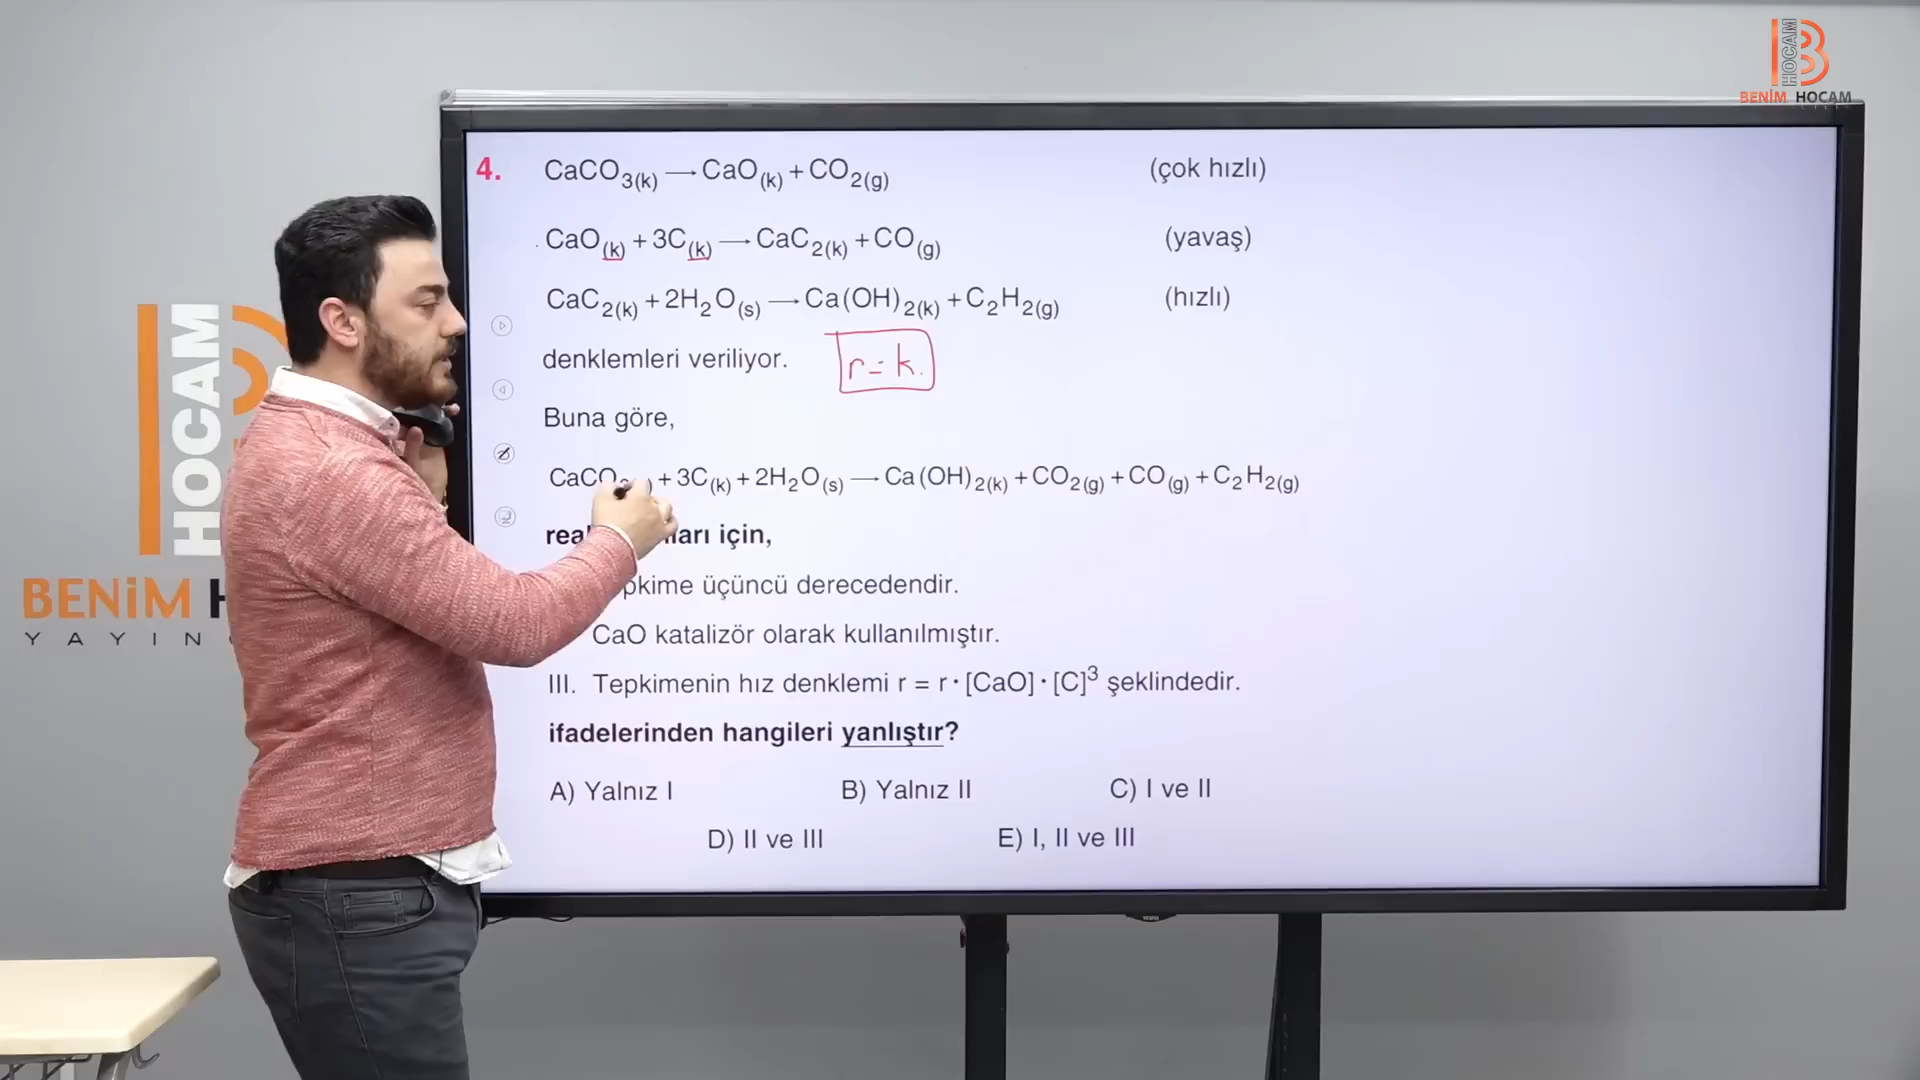 HOCAM
BENİM HOCAM
4. CaCO3(k) → CaO(k) + CO2(g) (çok hızlı)
CaO(k) + 3C(k) → CaC2(k) + CO(g) (yavaş)
CaC2(k) + 2H2O(s) → Ca(OH)2(k) + C2H2(g) (hızlı)
denklemleri veriliyor. r = k.
Buna göre,
CaCO + 3C(k) + 2H2O(s) → Ca(OH)2(k) + CO2(g) + CO(g) + C2H2(g)
için,
üçüncü derecedendir.
CaO katalizör olarak kullanılmıştır.
III. Tepkimenin hız denklemi r = r · [CaO] · [C]³ şeklindedir.
ifadelerinden hangileri yanlıştır?
A) Yalnız I B) Yalnız II C) I ve II
D) II ve III E) I, II ve III
HOCAM
BENİM H